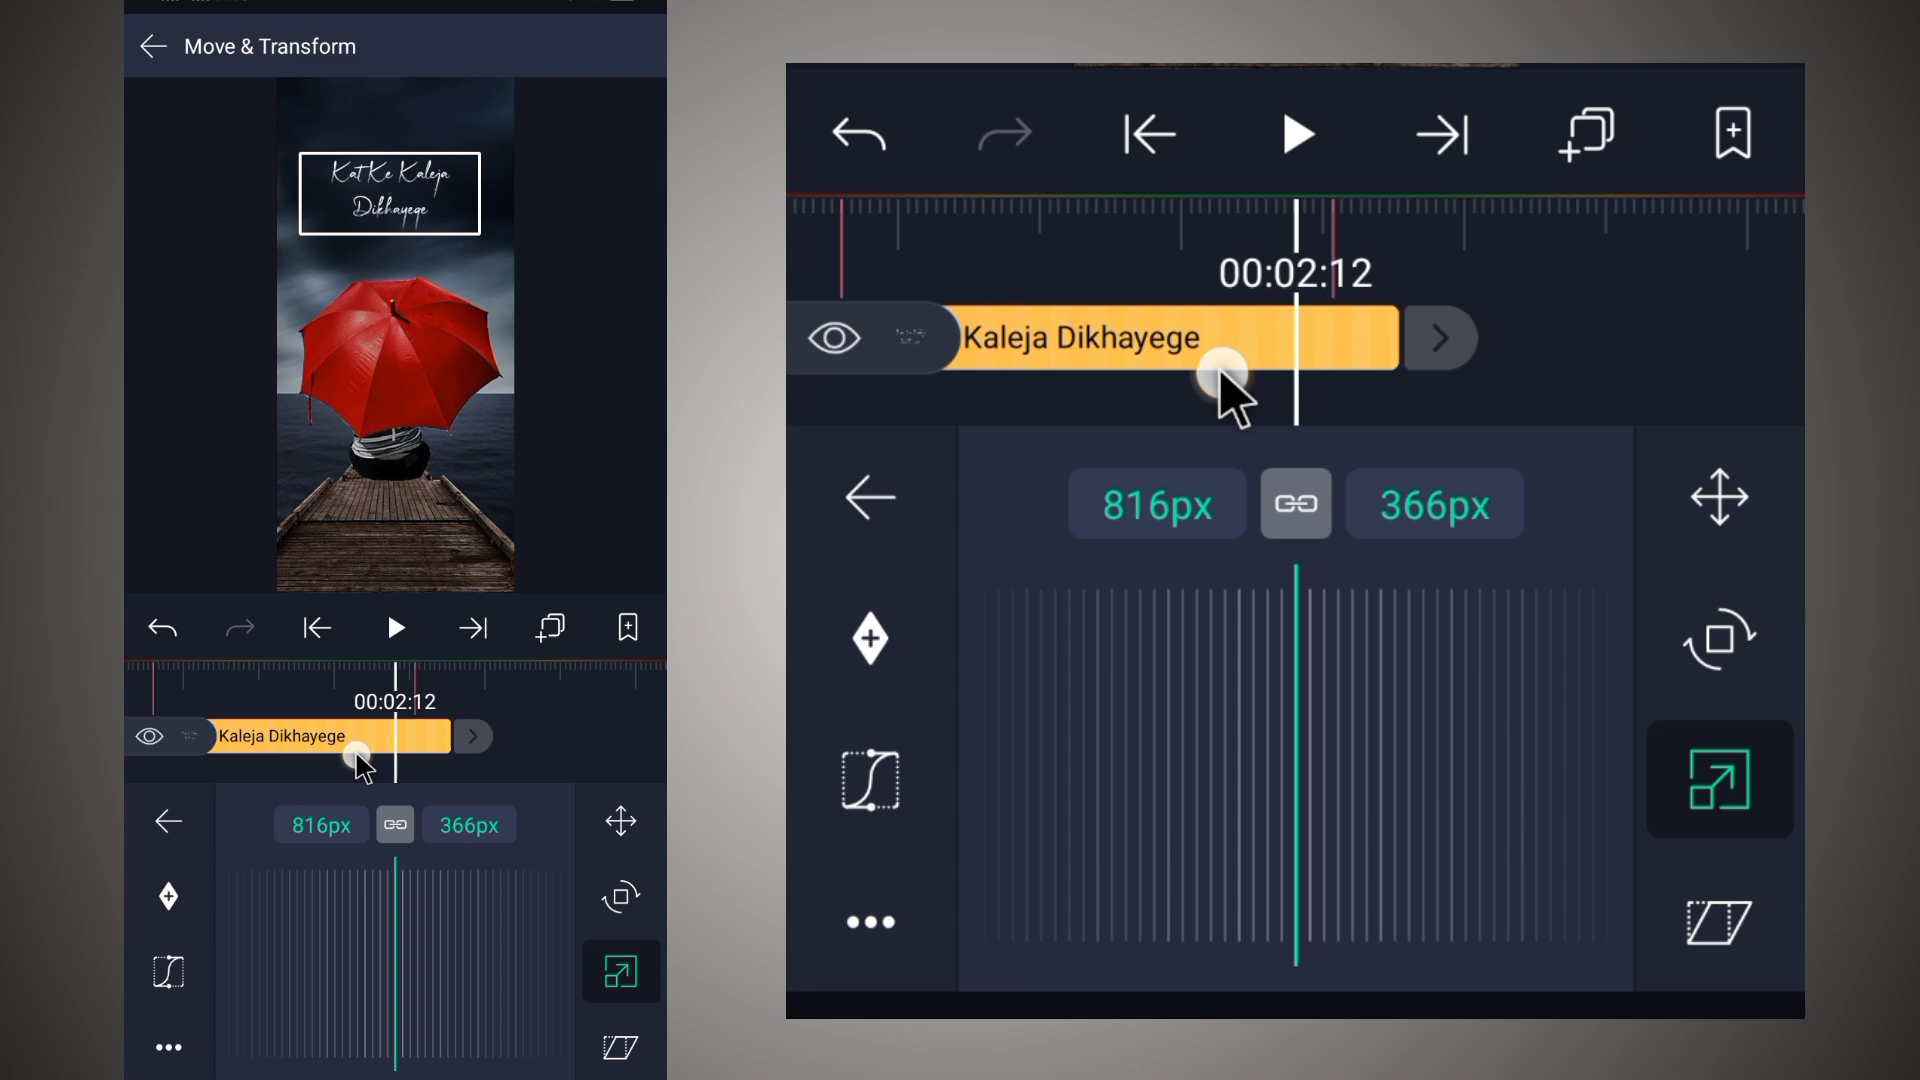 Move & Transform
Kat Ke Kaleja
Dikhayege
00:02:12
Kaleja Dikhayege
816px
366px
00:02:12
Kaleja Dikhayege
816px
366px